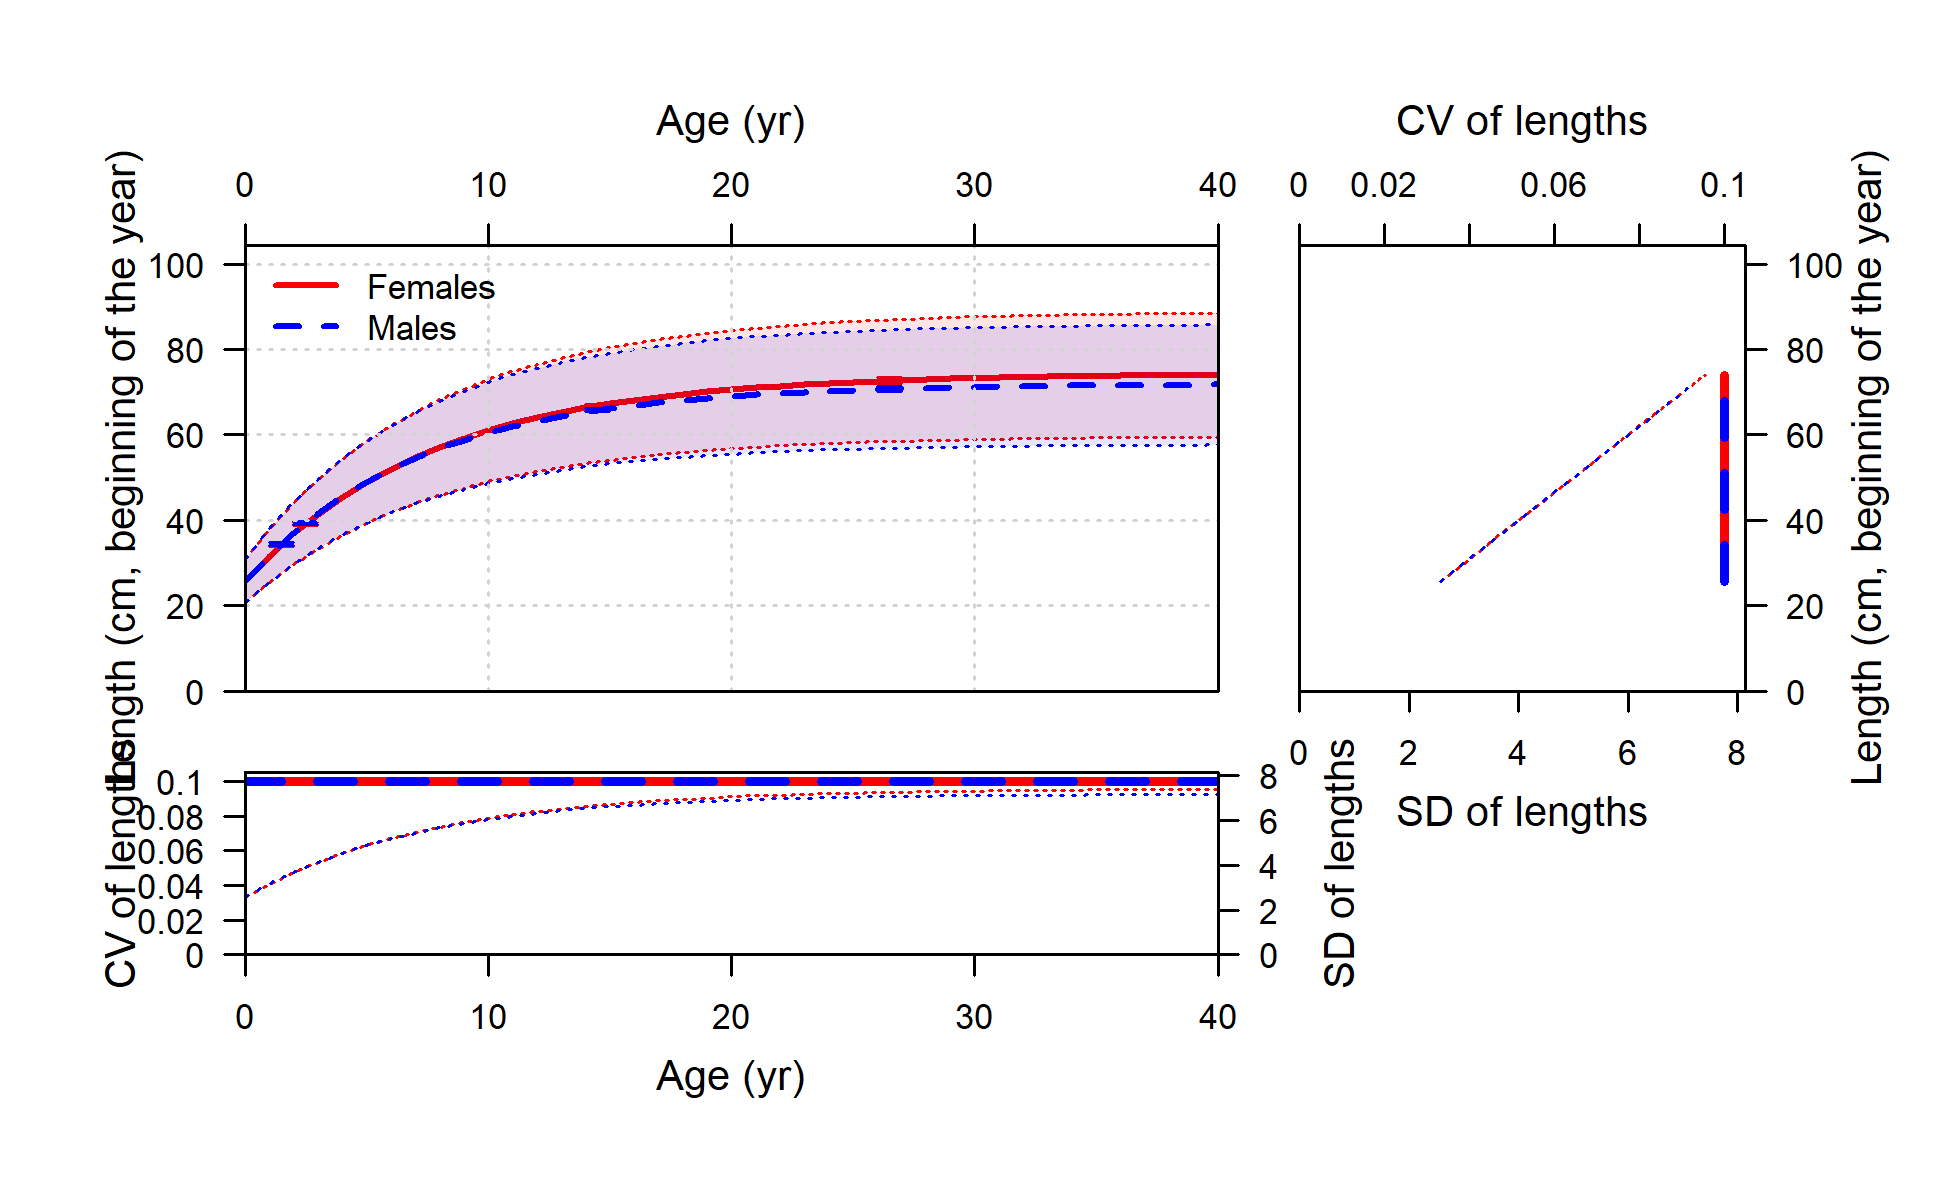 Age (yr)
CV of lengths
0 10 20 30 40
0 0.02 0.06 0.1
Length (cm, beginning of the year)
100
80
60
40
20
0
Females
Males
100
80
60
40
20
0
Length (cm, beginning of the year)
0 2 4 6 8
SD of lengths
CV of lengths
0.1
0.08
0.06
0.04
0.02
0
8
6
4
2
0
SD of lengths
0 10 20 30 40
Age (yr)